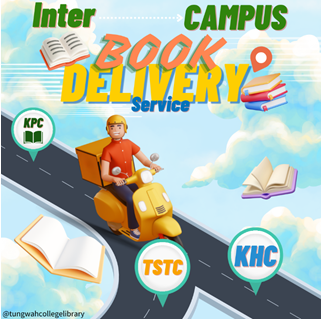 Inter CAMPUS
BOOK
DELIVERY
Service
KPC
TSTC
KHC
@tungwahcollegelibrary